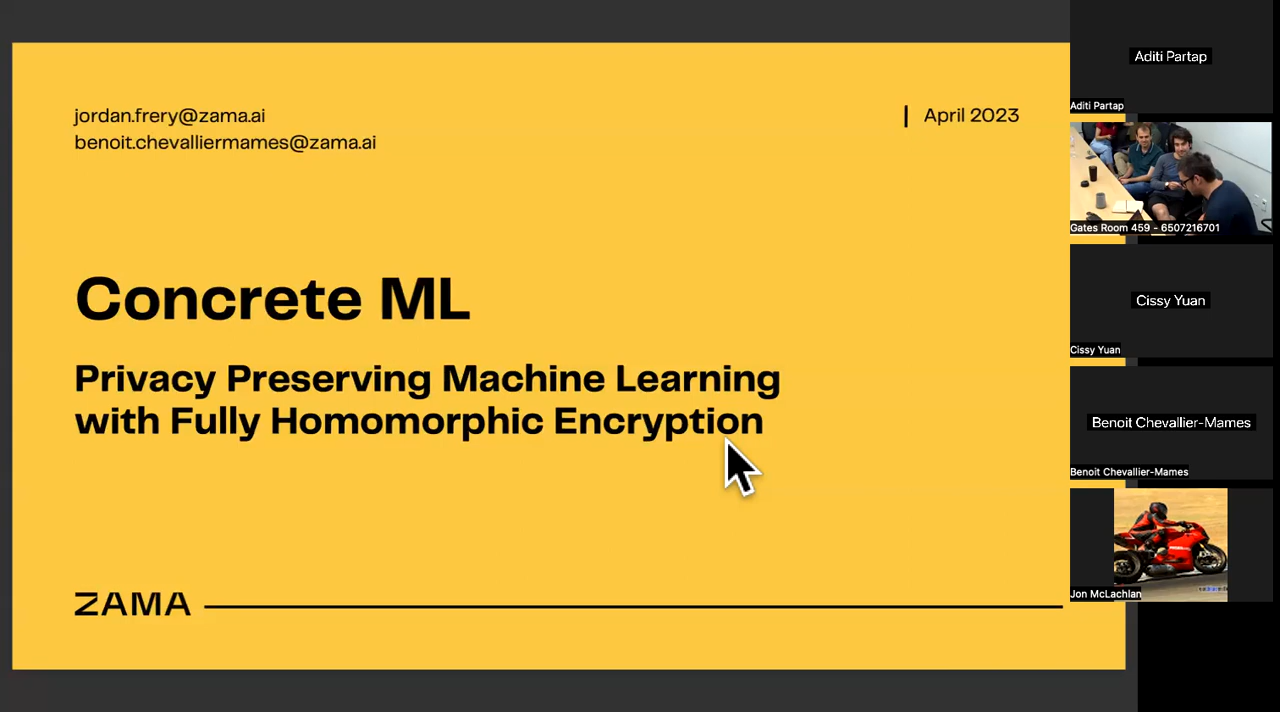 jordan.frery@zama.ai
benoit.chevalliermames@zama.ai
April 2023
Concrete ML
Privacy Preserving Machine Learning
with Fully Homomorphic Encryption
ZAMA
Aditi Partap
Aditi Partap
Gates Room 459 - 6507216701
Cissy Yuan
Cissy Yuan
Benoit Chevallier-Mames
Benoit Chevallier-Mames
Jon McLachlan